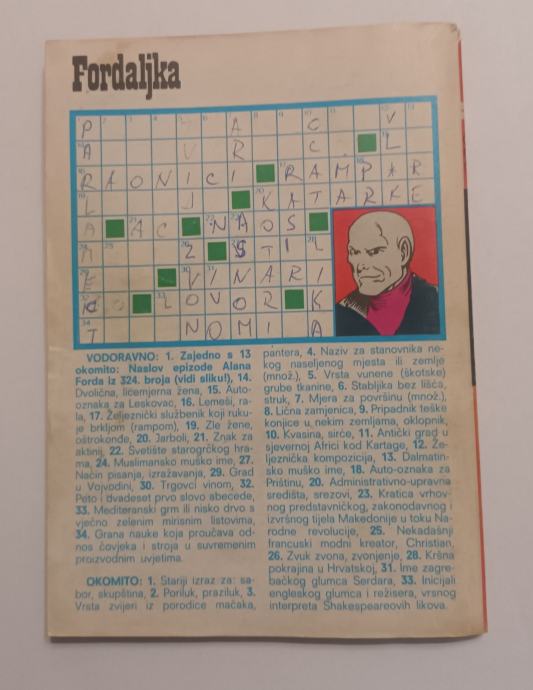 Fordaljka
P A C V
A V R C L
R A O N I C I R A M P A R
L J K A T A R K E
A A C N A O S
M Z S T I L
E V I N A R I
K O L O V O R K
T N O M I A
VODORAVNO: 1. Zajedno s 13
okomito: Naslov epizode Alana
Forda iz 324. broja (vidi sliku!), 14.
Dvolična, licemjerna žena, 15. Auto-
oznaka za Leskovac, 16. Lemeši, ra-
la, 17. Željeznički službenik koji ruku-
je brkljom (rampom), 19. Zle žene,
oštrokonđe, 20. Jarboli, 21. Znak za
aktinij, 22. Svetište starogrčkog hra-
ma, 24. Muslimansko muško ime, 27.
Način pisanja, izražavanja, 29. Grad
u Vojvodini, 30. Trgovci vinom, 32.
Peto i dvadeset prvo slovo abecede,
33. Mediteranski grm ili nisko drvo s
vječno zelenim mirisnim listovima,
34. Grana nauke koja proučava od-
nos čovjeka i stroja u suvremenim
proizvodnim uvjetima.
OKOMITO: 1. Stariji izraz za: sa-
bor, skupština, 2. Poriluk, praziluk, 3.
Vrsta zvijeri iz porodice mačaka,
pantera, 4. Naziv za stanovnika ne-
kog naseljenog mjesta ili zemlje
(množ.), 5. Vrsta vunene (škotske)
grube tkanine, 6. Stabljika bez lišća,
struk, 7. Mjera za površinu (množ.),
8. Lična zamjenica, 9. Pripadnik teške
konjice u nekim zemljama, oklopnik,
10. Kvasina, sirće, 11. Antički grad u
sjevernoj Africi kod Kartage, 12. Že-
ljeznička kompozicija, 13. Dalmatin-
sko muško ime, 18. Auto-oznaka za
Prištinu, 20. Administrativno-upravna
središta, srezovi, 23. Kratica vrhov-
nog predstavničkog, zakonodavnog i
izvršnog tijela Makedonije u toku Na-
rodne revolucije, 25. Nekadašnji
francuski modni kreator, Christian,
26. Zvuk zvona, zvonjenje, 28. Kršna
pokrajina u Hrvatskoj, 31. Ime zagre-
bačkog glumca Serdara, 33. Inicijali
engleskog glumca i režisera, vrsnog
interpreta Shakespeareovih likova.